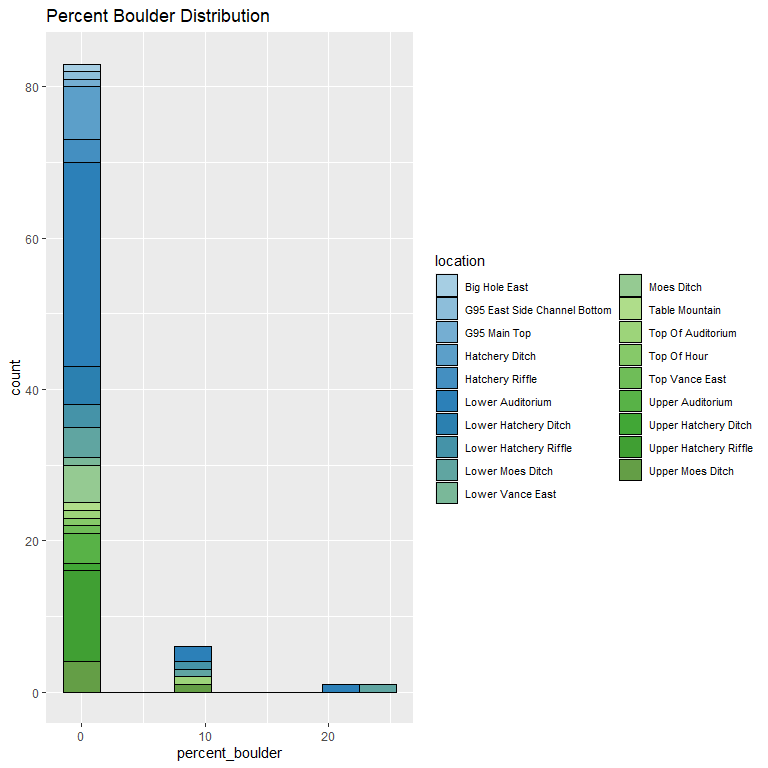 Percent Boulder Distribution
count
80
60
40
20
0
0 10 20
percent_boulder
location
Big Hole East
G95 East Side Channel Bottom
G95 Main Top
Hatchery Ditch
Hatchery Riffle
Lower Auditorium
Lower Hatchery Ditch
Lower Hatchery Riffle
Lower Moes Ditch
Lower Vance East
Moes Ditch
Table Mountain
Top Of Auditorium
Top Of Hour
Top Vance East
Upper Auditorium
Upper Hatchery Ditch
Upper Hatchery Riffle
Upper Moes Ditch